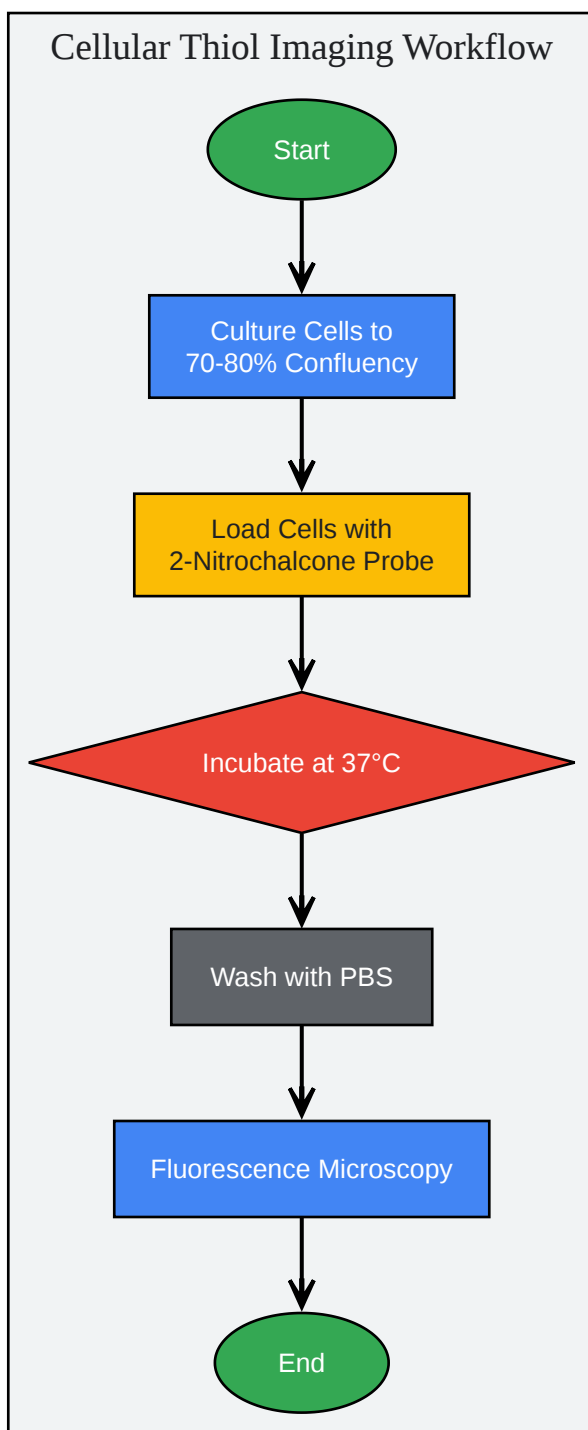 Cellular Thiol Imaging Workflow
Start
Culture Cells to
70-80% Confluency
Load Cells with
2-Nitrochalcone Probe
Incubate at 37°C
Wash with PBS
Fluorescence Microscopy
End